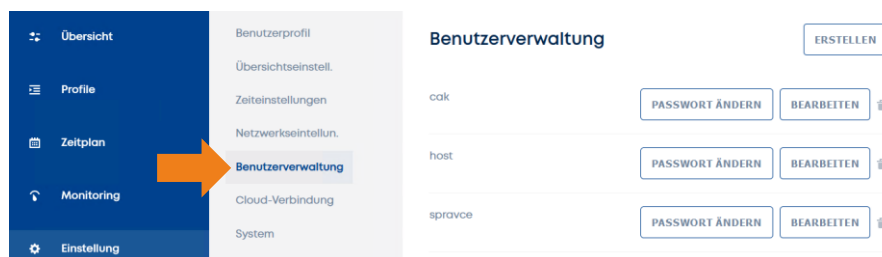 Übersicht
Profile
Zeitplan
Monitoring
Einstellung
Benutzerprofil
Übersichtseinstell.
Zeiteinstellungen
Netzwerkseintellun.
Benutzerverwaltung
Cloud-Verbindung
System
Benutzerverwaltung
ERSTELLEN
cak
PASSWORT ÄNDERN BEARBEITEN
host
PASSWORT ÄNDERN BEARBEITEN
spravce
PASSWORT ÄNDERN BEARBEITEN